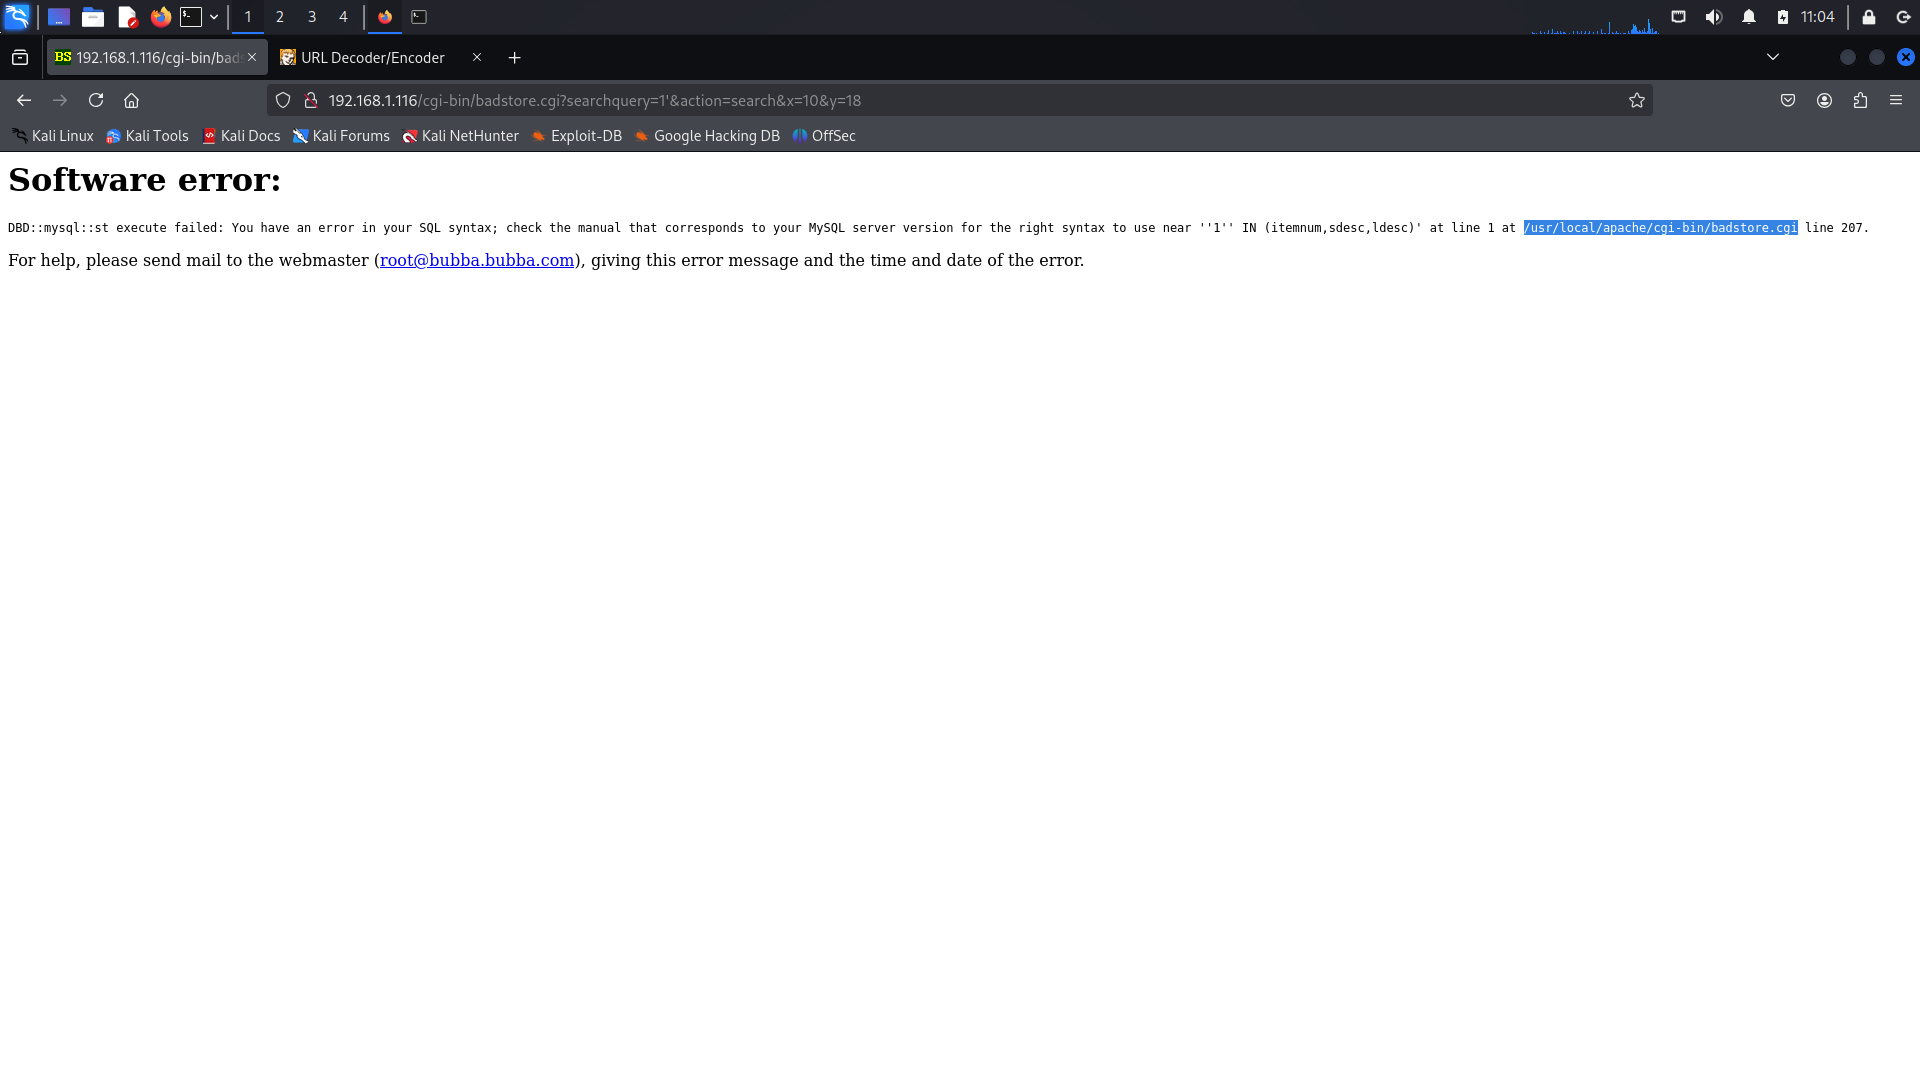 1 2 3 4 11:04
BS 192.168.1.116/cgi-bin/bad URL Decoder/Encoder
192.168.1.116/cgi-bin/badstore.cgi?searchquery=1'&action=search&x=10&y=18
Kali Linux Kali Tools Kali Docs Kali Forums Kali NetHunter Exploit-DB Google Hacking DB OffSec
Software error:
DBD::mysql::st execute failed: You have an error in your SQL syntax; check the manual that corresponds to your MySQL server version for the right syntax to use near ''1'' IN (itemnum,sdesc,ldesc)' at line 1 at /usr/local/apache/cgi-bin/badstore.cgi line 207.
For help, please send mail to the webmaster (root@bubba.bubba.com), giving this error message and the time and date of the error.